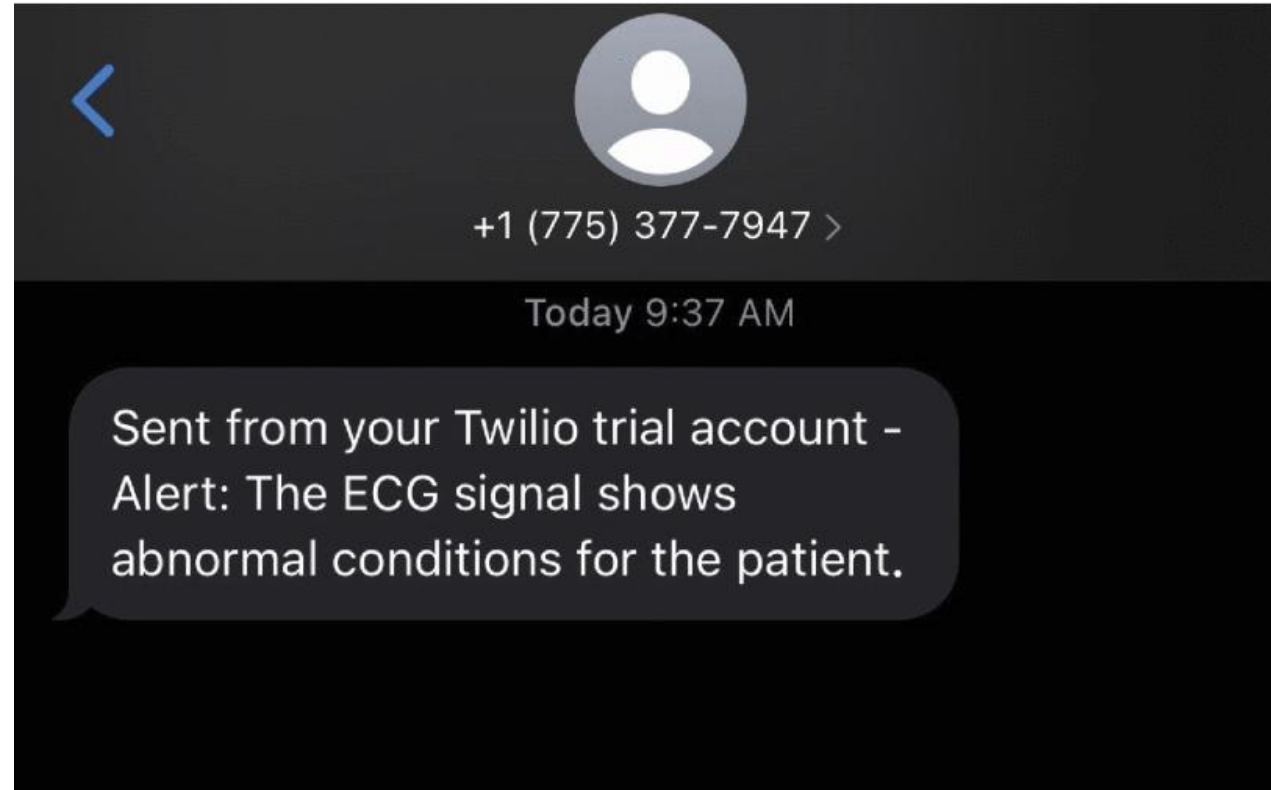 +1 (775) 377-7947 >
Today 9:37 AM
Sent from your Twilio trial account -
Alert: The ECG signal shows
abnormal conditions for the patient.